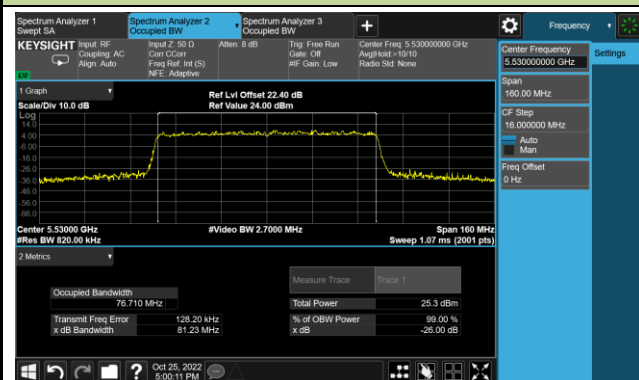 Spectrum Analyzer 1
Swept SA
Spectrum Analyzer 2
Occupied BW
Spectrum Analyzer 3
Occupied BW
+
Frequency
KEYSIGHT
Input: RF
Coupling: AC
Align: Auto
Input Z: 50 Ω
Corr CCorr
Freq Ref: Int (S)
NFE: Adaptive
Atten: 8 dB
Trig: Free Run
Gate: Off
#IF Gain: Low
Center Freq: 5.530000000 GHz
Avg|Hold:>10/10
Radio Std: None
LXI
Center Frequency
5.530000000 GHz
Settings
Span
160.00 MHz
CF Step
16.000000 MHz
Auto
Man
Freq Offset
0 Hz
1 Graph
Scale/Div 10.0 dB
Ref Lvl Offset 22.40 dB
Ref Value 24.00 dBm
Log
14.0
4.00
-6.00
-16.0
-26.0
-36.0
-46.0
-56.0
-66.0
Center 5.53000 GHz
#Res BW 820.00 kHz
#Video BW 2.7000 MHz
Span 160 MHz
Sweep 1.07 ms (2001 pts)
2 Metrics
Measure Trace
Trace 1
Occupied Bandwidth
76.710 MHz
Total Power
25.3 dBm
Transmit Freq Error
128.20 kHz
% of OBW Power
99.00 %
x dB Bandwidth
81.23 MHz
x dB
-26.00 dB
?
Oct 25, 2022
5:00:11 PM